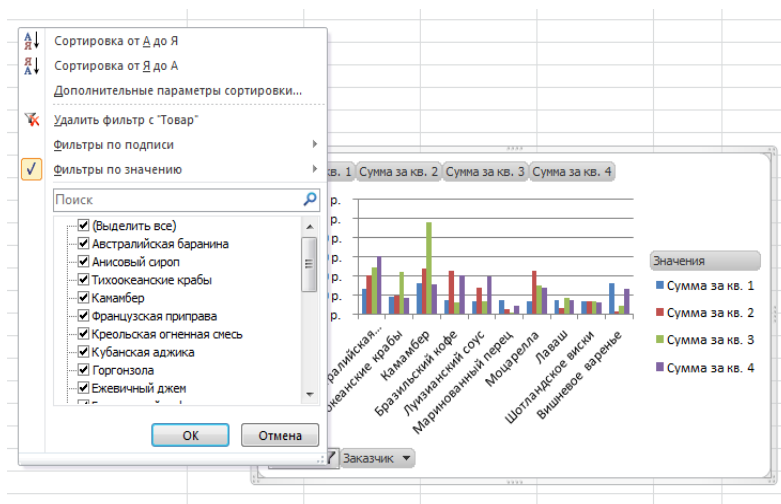 Сортировка от А до Я
Сортировка от Я до А
Дополнительные параметры сортировки...
Удалить фильтр с "Товар"
Фильтры по подписи
Фильтры по значению
Поиск
(Выделить все)
Австралийская баранина
Анисовый сироп
Тихоокеанские крабы
Камамбер
Французская приправа
Креольская огненная смесь
Кубанская аджика
Горгонзола
Ежевичный джем
OK
Отмена
кв. 1
Сумма за кв. 2
Сумма за кв. 3
Сумма за кв. 4
р.
р.
р.
р.
р.
р.
р.
Камамбер
Бразильский кофе
Луизианский соус
Маринованный перец
Моцарелла
Лаваш
Шотландское виски
Вишневое варенье
Значения
Сумма за кв. 1
Сумма за кв. 2
Сумма за кв. 3
Сумма за кв. 4
Заказчик